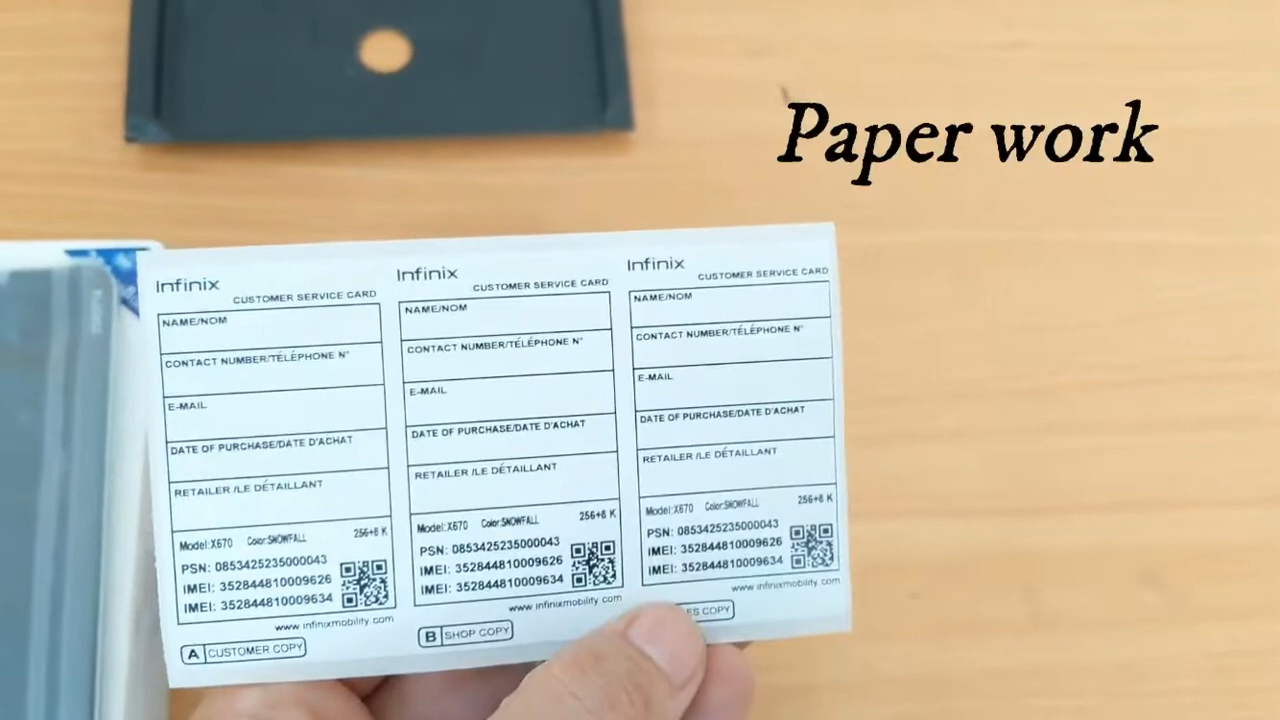 Paper work
Infinix
CUSTOMER SERVICE CARD
NAME/NOM
CONTACT NUMBER/TÉLÉPHONE N°
E-MAIL
DATE OF PURCHASE/DATE D'ACHAT
RETAILER /LE DÉTAILLANT
Model:X670 Color:SNOWFALL 256+8 K
PSN: 0853425235000043
IMEI: 352844810009626
IMEI: 352844810009634
www.infinixmobility.com
A CUSTOMER COPY
Infinix
CUSTOMER SERVICE CARD
NAME/NOM
CONTACT NUMBER/TÉLÉPHONE N°
E-MAIL
DATE OF PURCHASE/DATE D'ACHAT
RETAILER /LE DÉTAILLANT
Model:X670 Color:SNOWFALL 256+8 K
PSN: 0853425235000043
IMEI: 352844810009626
IMEI: 352844810009634
www.infinixmobility.com
B SHOP COPY
Infinix
CUSTOMER SERVICE CARD
NAME/NOM
CONTACT NUMBER/TÉLÉPHONE N°
E-MAIL
DATE OF PURCHASE/DATE D'ACHAT
RETAILER /LE DÉTAILLANT
Model:X670 Color:SNOWFALL 256+8 K
PSN: 0853425235000043
IMEI: 352844810009626
IMEI: 352844810009634
www.infinixmobility.com
COPY